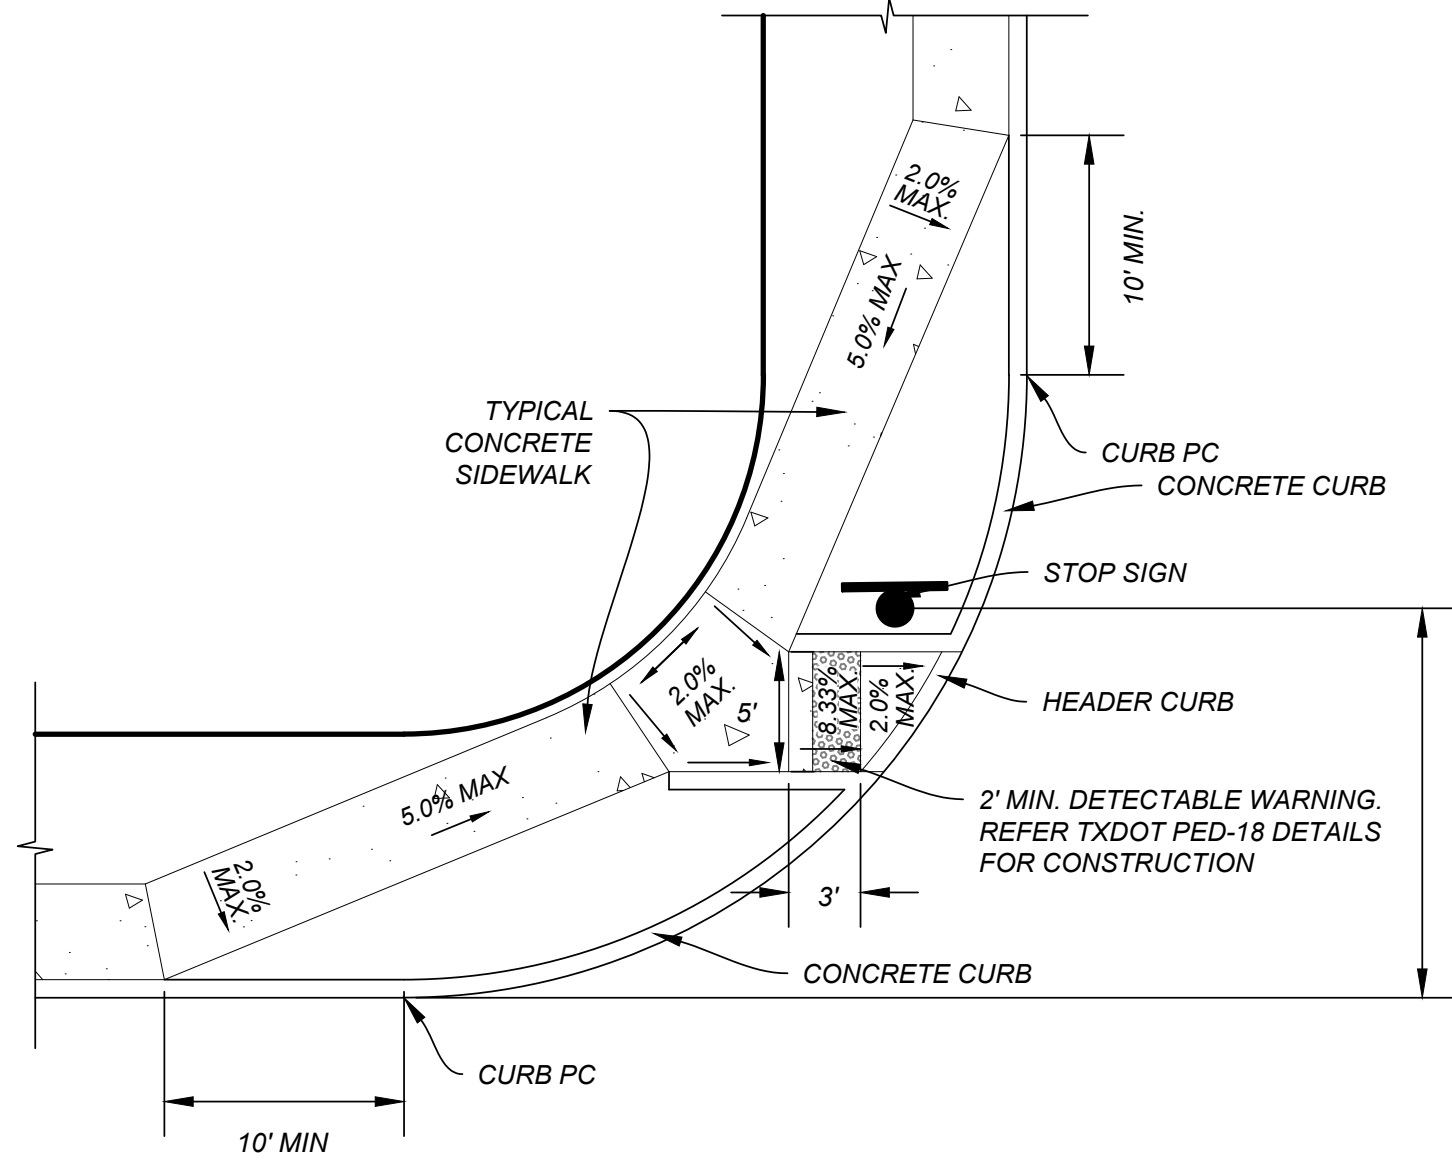 2.0%
MAX.
5.0% MAX
10' MIN.
TYPICAL
CONCRETE
SIDEWALK
CURB PC
CONCRETE CURB
STOP SIGN
2.0%
MAX.
5'
8.33%
MAX.
2.0%
MAX.
HEADER CURB
5.0% MAX
2' MIN. DETECTABLE WARNING.
REFER TXDOT PED-18 DETAILS
FOR CONSTRUCTION
2.0%
MAX.
3'
CONCRETE CURB
CURB PC
10' MIN